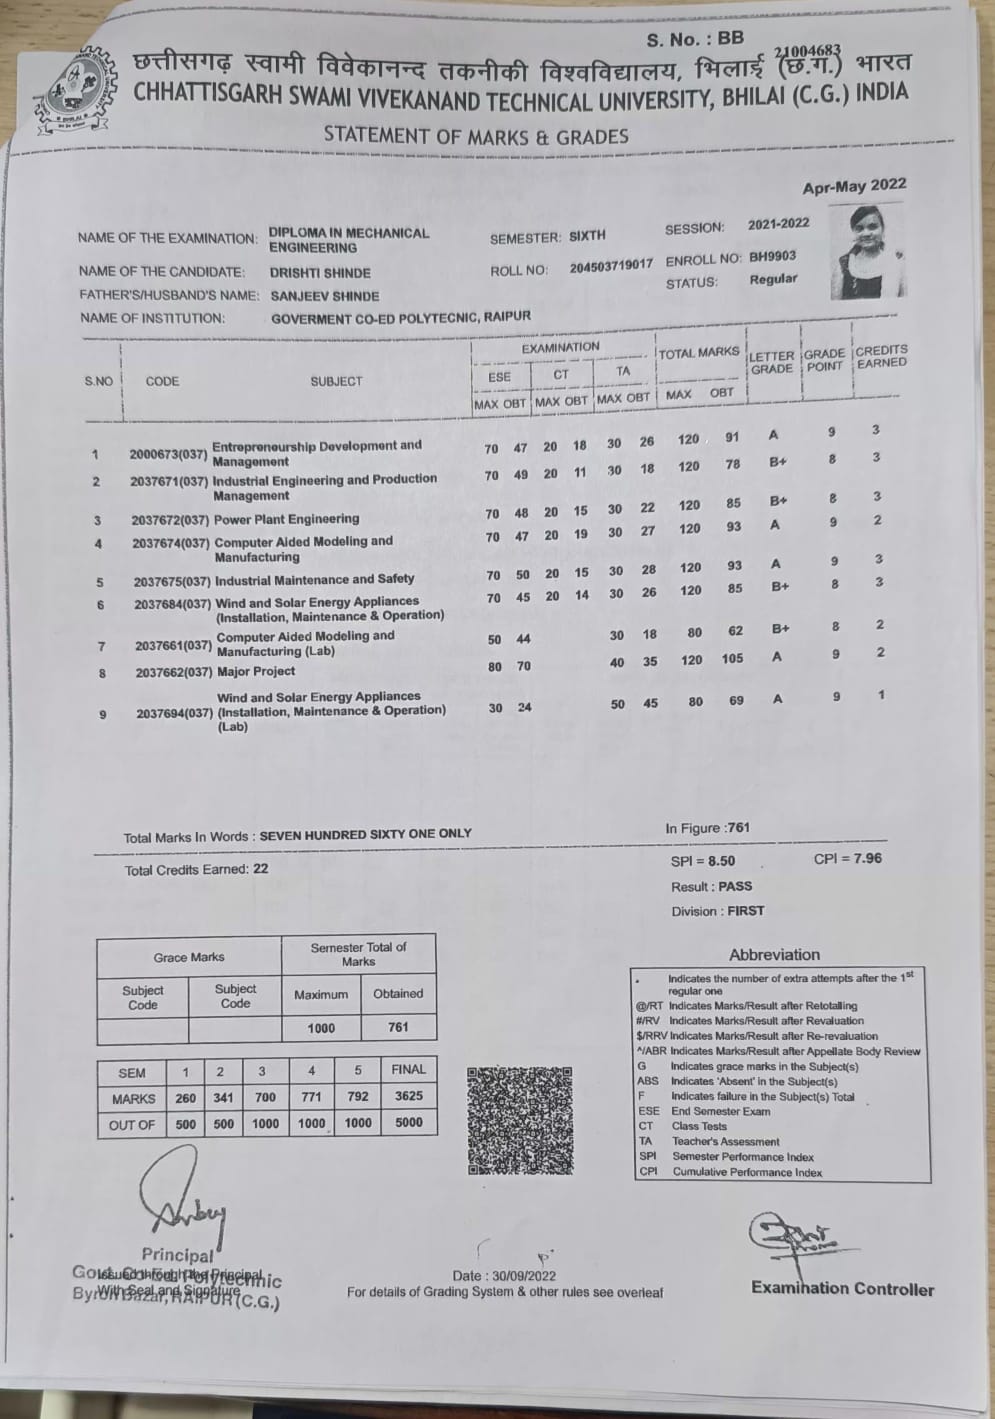 S. No. : BB
21004683
छत्तीसगढ़ स्वामी विवेकानन्द तकनीकी विश्वविद्यालय, भिलाई (छ.ग.) भारत
CHHATTISGARH SWAMI VIVEKANAND TECHNICAL UNIVERSITY, BHILAI (C.G.) INDIA
STATEMENT OF MARKS & GRADES
Apr-May 2022
NAME OF THE EXAMINATION: DIPLOMA IN MECHANICAL ENGINEERING SEMESTER: SIXTH SESSION: 2021-2022
NAME OF THE CANDIDATE: DRISHTI SHINDE ROLL NO: 204503719017 ENROLL NO: BH9903
FATHER'S/HUSBAND'S NAME: SANJEEV SHINDE STATUS: Regular
NAME OF INSTITUTION: GOVERMENT CO-ED POLYTECNIC, RAIPUR
S.NO CODE SUBJECT EXAMINATION TOTAL MARKS LETTER GRADE GRADE POINT CREDITS EARNED
ESE CT TA
MAX OBT MAX OBT MAX OBT MAX OBT
1 2000673(037) Entrepreneurship Development and Management 70 47 20 18 30 26 120 91 A 9 3
2 2037671(037) Industrial Engineering and Production Management 70 49 20 11 30 18 120 78 B+ 8 3
3 2037672(037) Power Plant Engineering 70 48 20 15 30 22 120 85 B+ 8 3
4 2037674(037) Computer Aided Modeling and Manufacturing 70 47 20 19 30 27 120 93 A 9 2
5 2037675(037) Industrial Maintenance and Safety 70 50 20 15 30 28 120 93 A 9 3
6 2037684(037) Wind and Solar Energy Appliances (Installation, Maintenance & Operation) 70 45 20 14 30 26 120 85 B+ 8 3
7 2037661(037) Computer Aided Modeling and Manufacturing (Lab) 50 44 30 18 80 62 B+ 8 2
8 2037662(037) Major Project 80 70 40 35 120 105 A 9 2
9 2037694(037) Wind and Solar Energy Appliances (Installation, Maintenance & Operation) (Lab) 30 24 50 45 80 69 A 9 1
Total Marks In Words : SEVEN HUNDRED SIXTY ONE ONLY In Figure :761
Total Credits Earned: 22 SPI = 8.50 CPI = 7.96
Result : PASS
Division : FIRST
Grace Marks Semester Total of Marks
Subject Code Subject Code Maximum Obtained
1000 761
SEM 1 2 3 4 5 FINAL
MARKS 260 341 700 771 792 3625
OUT OF 500 500 1000 1000 1000 5000
Abbreviation
* Indicates the number of extra attempts after the 1st regular one
@/RT Indicates Marks/Result after Retotalling
#/RV Indicates Marks/Result after Revaluation
$/RRV Indicates Marks/Result after Re-revaluation
^/ABR Indicates Marks/Result after Appellate Body Review
G Indicates grace marks in the Subject(s)
ABS Indicates 'Absent' in the Subject(s)
F Indicates failure in the Subject(s) Total
ESE End Semester Exam
CT Class Tests
TA Teacher's Assessment
SPI Semester Performance Index
CPI Cumulative Performance Index
Principal
Issued through the Principal
With Seal and Signature
Polytechnic
Bazar, RAIPUR (C.G.)
Date : 30/09/2022
For details of Grading System & other rules see overleaf
Examination Controller